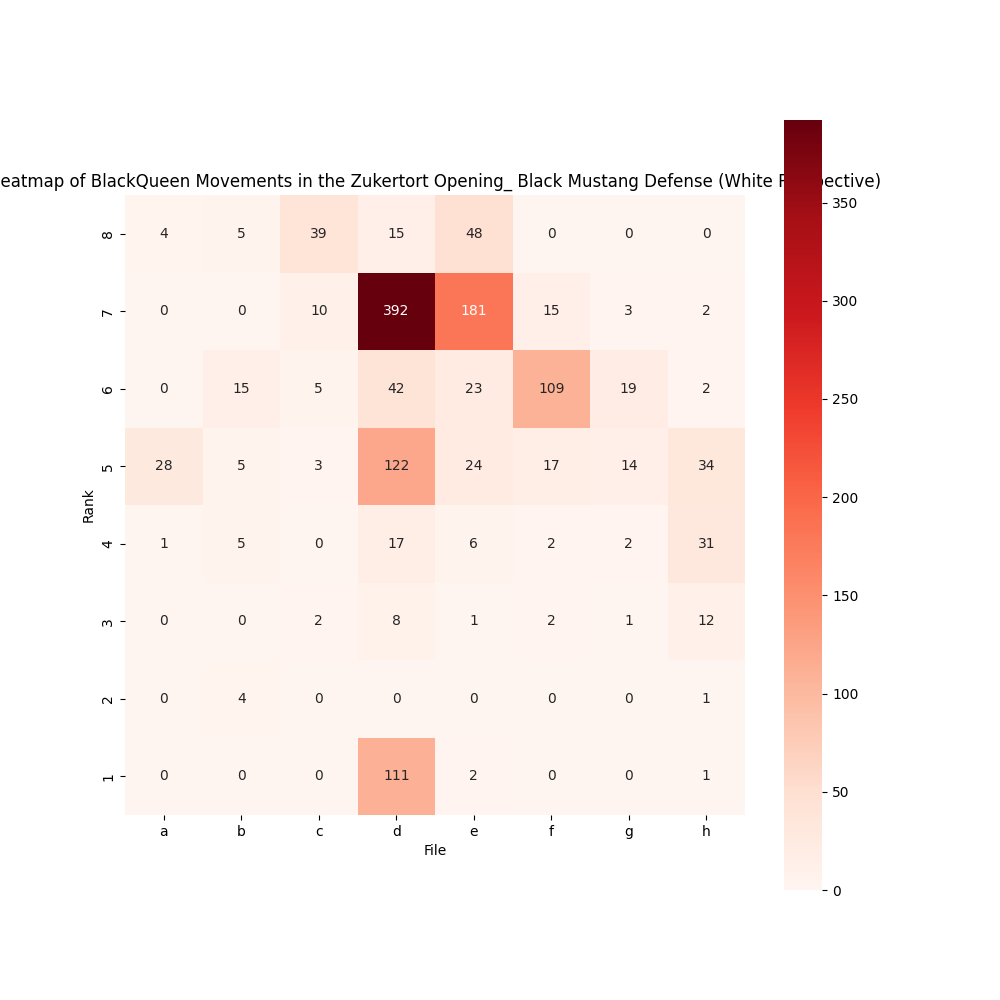 eatmap of BlackQueen Movements in the Zukertort Opening_ Black Mustang Defense (White Perspective)
8 4 5 39 15 48 0 0 0
7 0 0 10 392 181 15 3 2
6 0 15 5 42 23 109 19 2
5 28 5 3 122 24 17 14 34
4 1 5 0 17 6 2 2 31
3 0 0 2 8 1 2 1 12
2 0 4 0 0 0 0 0 1
1 0 0 0 111 2 0 0 1
Rank
a b c d e f g h
File
350
300
250
200
150
100
50
0